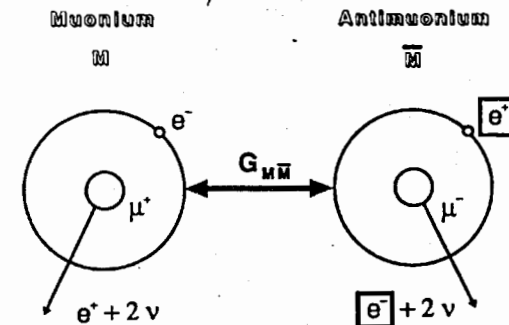 Muonium Antimuonium
M M̅
e⁻ e⁺
G_MM̅
μ⁺ μ⁻
e⁺ + 2 ν e⁻ + 2 ν